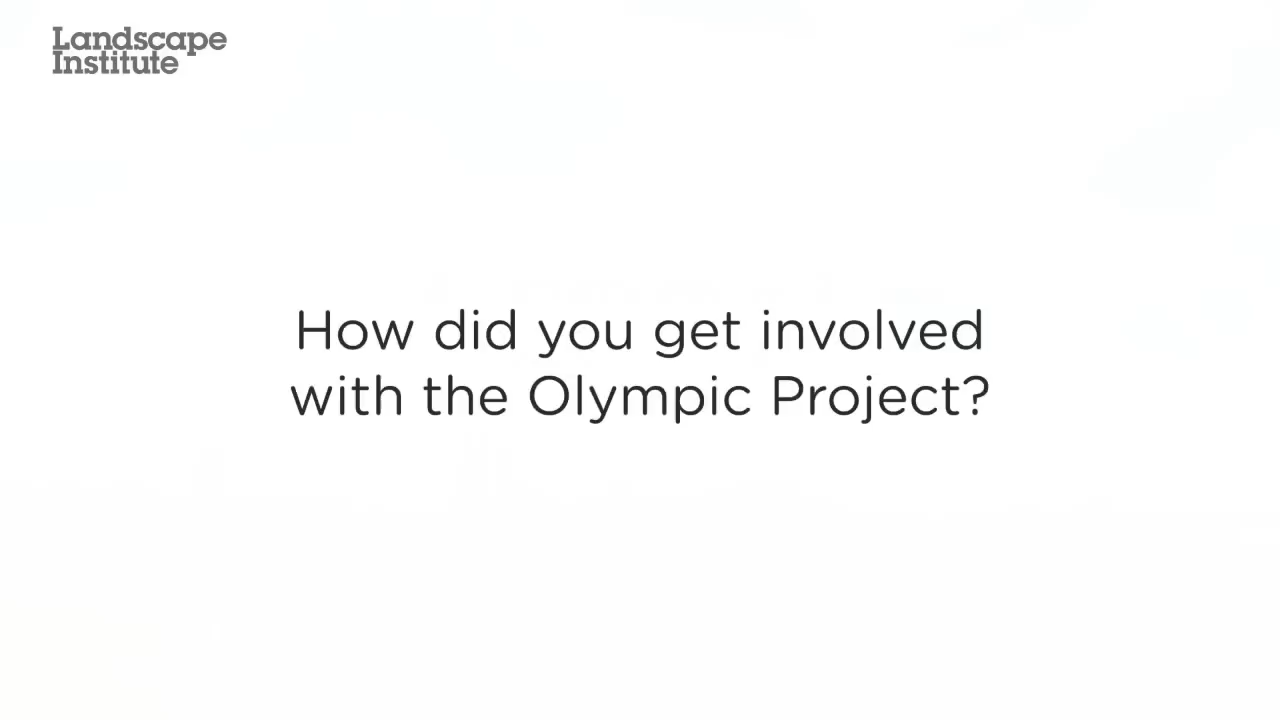 Landscape
Institute
How did you get involved
with the Olympic Project?